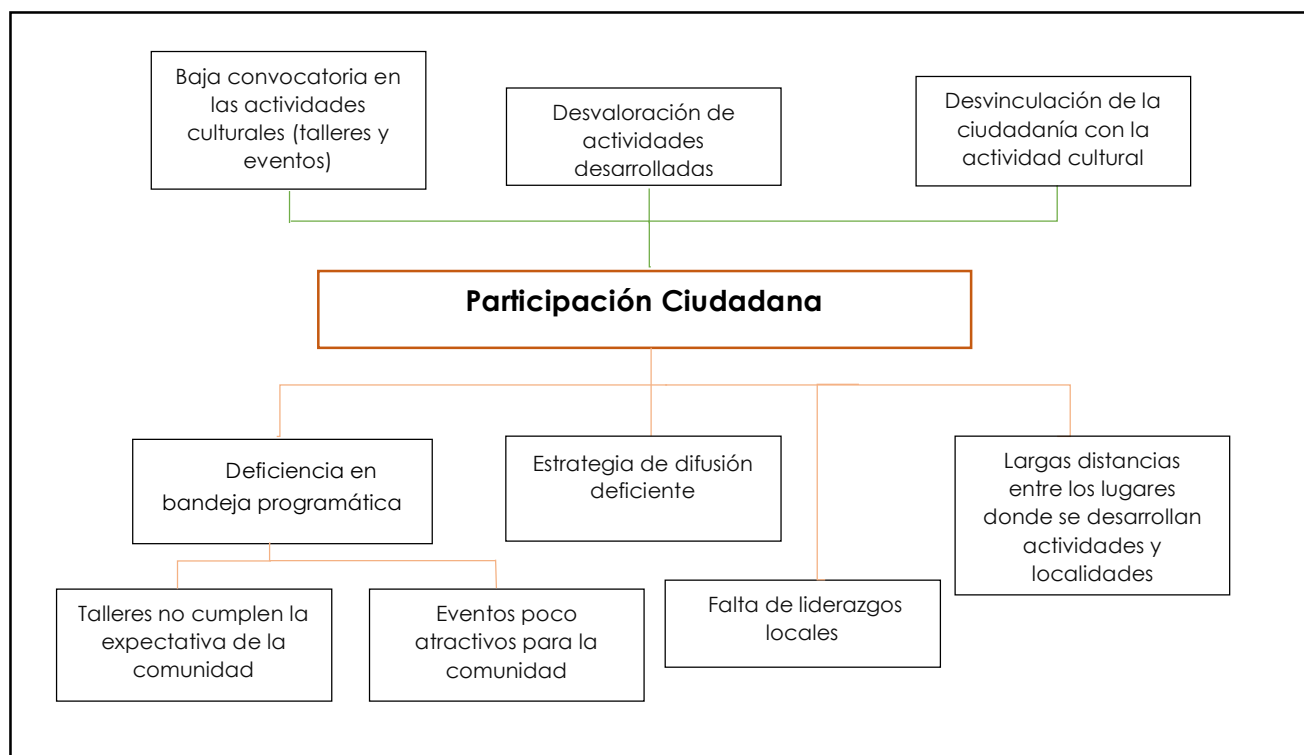 Baja convocatoria en
las actividades
culturales (talleres y
eventos)
Desvaloración de
actividades
desarrolladas
Desvinculación de la
ciudadanía con la
actividad cultural
Participación Ciudadana
Deficiencia en
bandeja programática
Estrategia de difusión
deficiente
Largas distancias
entre los lugares
donde se desarrollan
actividades y
localidades
Talleres no cumplen la
expectativa de la
comunidad
Eventos poco
atractivos para la
comunidad
Falta de liderazgos
locales